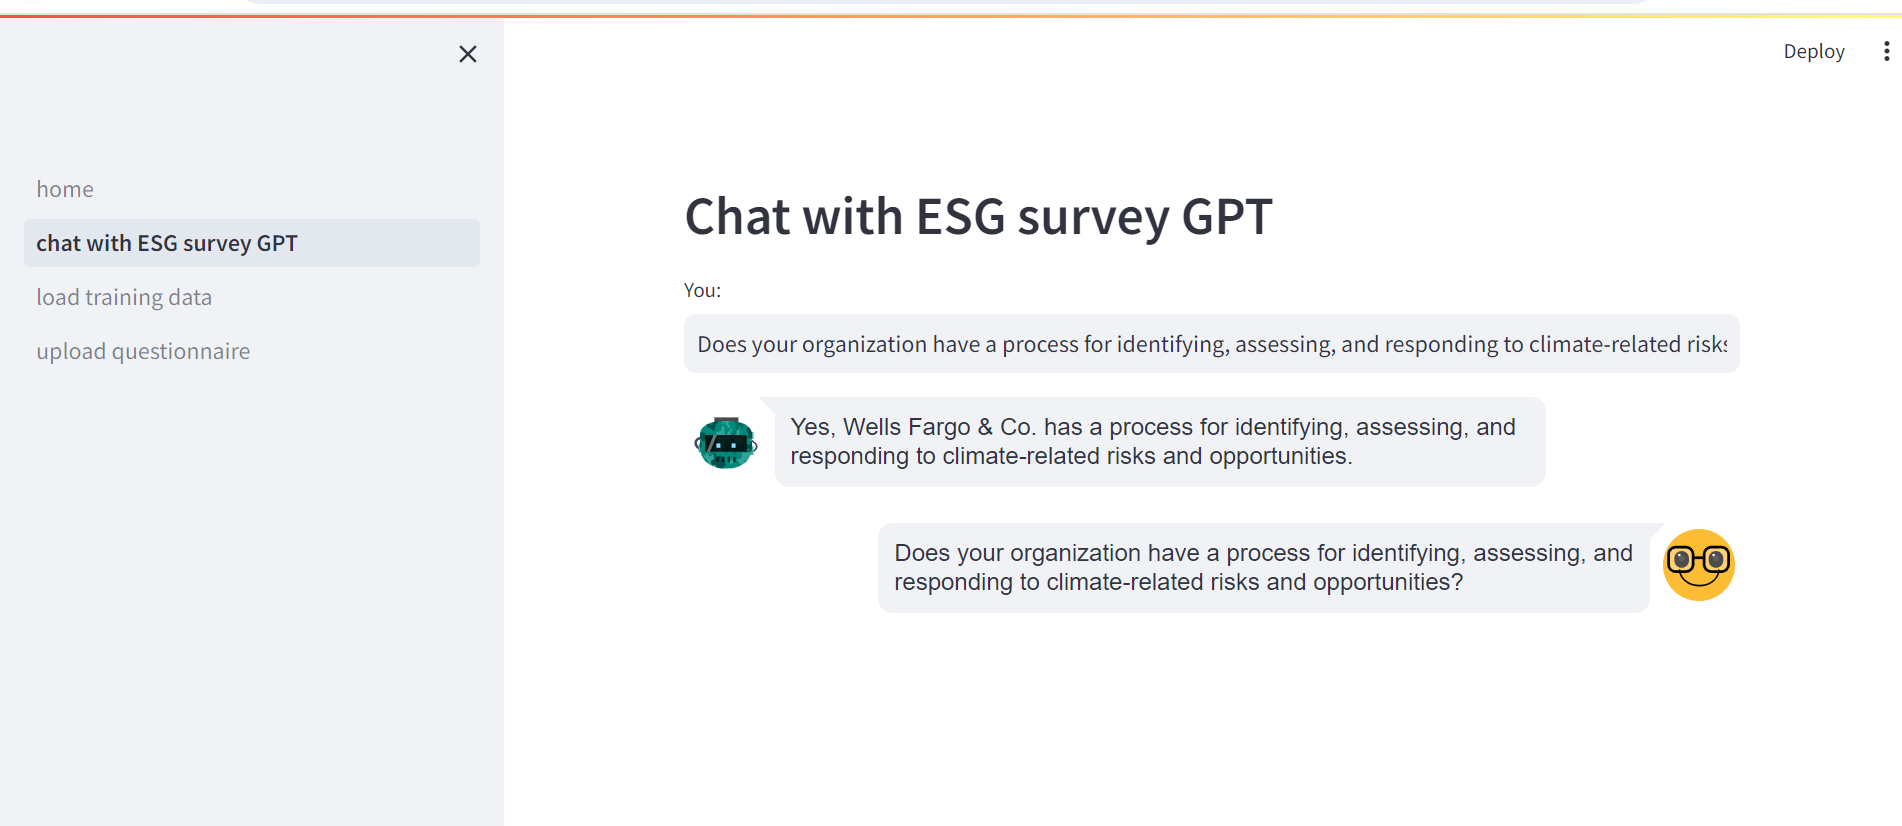 Deploy
home
chat with ESG survey GPT
load training data
upload questionnaire
Chat with ESG survey GPT
You:
Does your organization have a process for identifying, assessing, and responding to climate-related risks
Yes, Wells Fargo & Co. has a process for identifying, assessing, and
responding to climate-related risks and opportunities.
Does your organization have a process for identifying, assessing, and
responding to climate-related risks and opportunities?